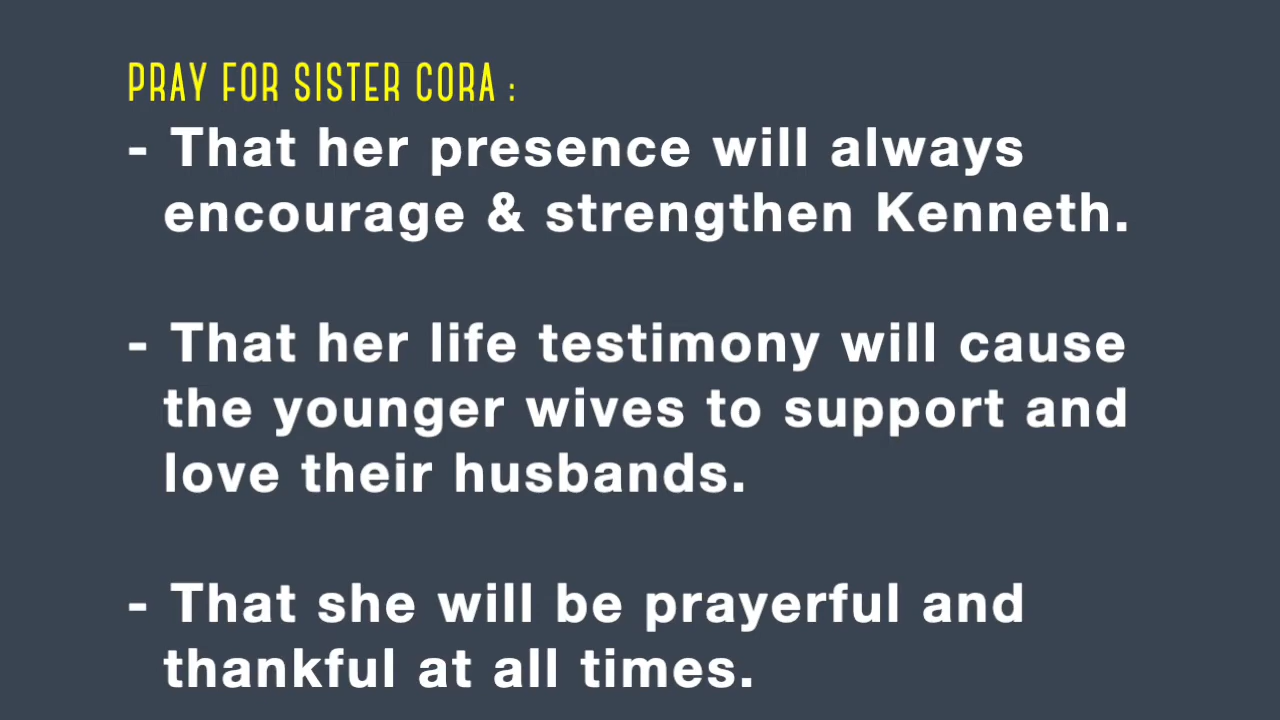 PRAY FOR SISTER CORA :
- That her presence will always
encourage & strengthen Kenneth.
- That her life testimony will cause
the younger wives to support and
love their husbands.
- That she will be prayerful and
thankful at all times.